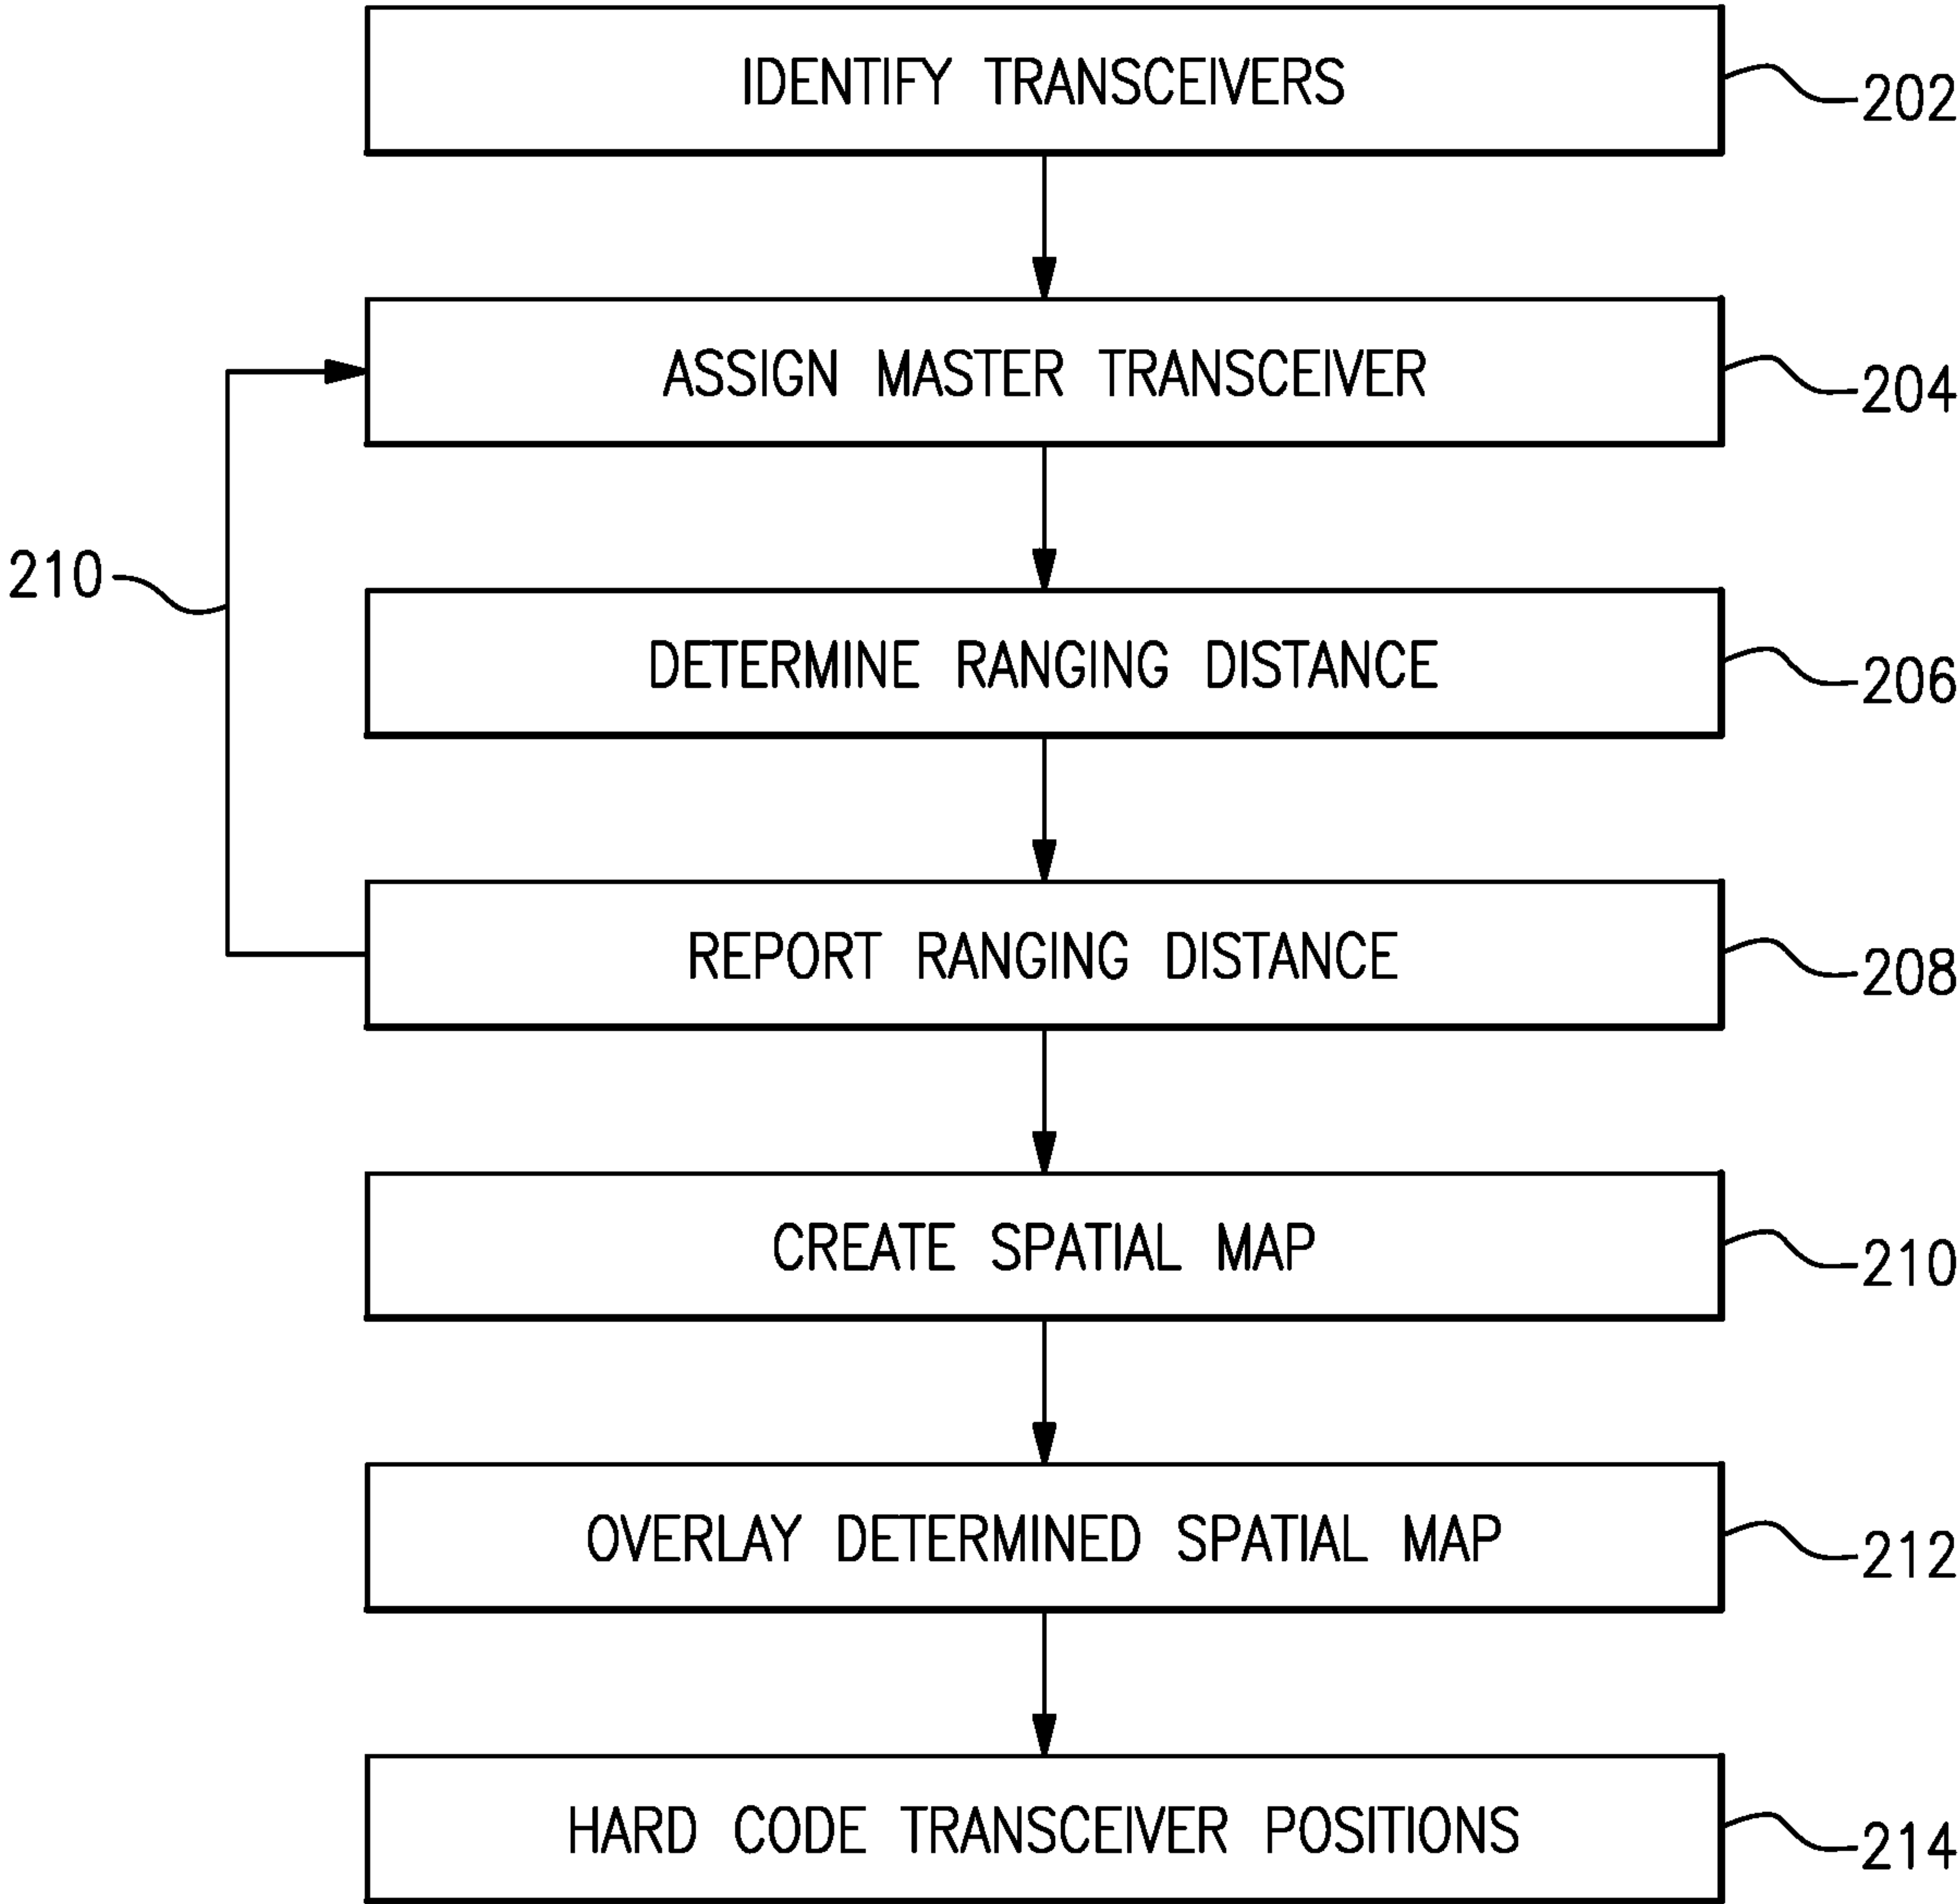 IDENTIFY TRANSCEIVERS
202
ASSIGN MASTER TRANSCEIVER
204
210
DETERMINE RANGING DISTANCE
206
REPORT RANGING DISTANCE
208
CREATE SPATIAL MAP
210
OVERLAY DETERMINED SPATIAL MAP
212
HARD CODE TRANSCEIVER POSITIONS
214